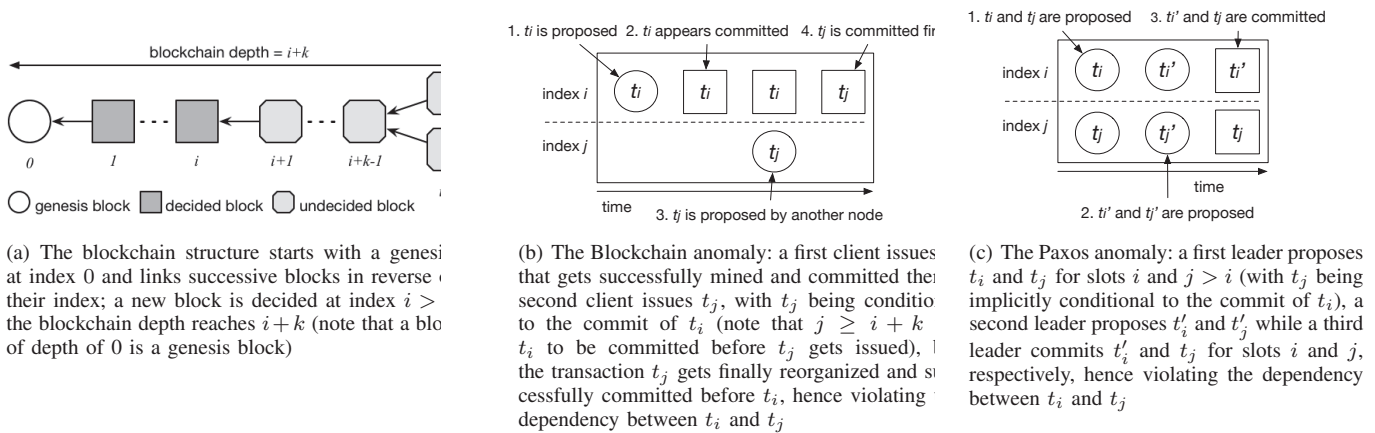 blockchain depth = i+k
0
1
i
i+1
i+k-1
genesis block
decided block
undecided block
(a) The blockchain structure starts with a
at index 0 and links successive blocks in reverse
their index; a new block is decided at index i >
the blockchain depth reaches i + k (note that a
of depth of 0 is a genesis block)
1. ti is proposed
2. ti appears committed
4. tj is committed
index i
ti
ti
ti
tj
index j
tj
time
3. tj is proposed by another node
(b) The Blockchain anomaly: a first client issues
that gets successfully mined and committed
second client issues tj, with tj being
to the commit of ti (note that j ≥ i + k
ti to be committed before tj gets issued),
the transaction tj gets finally reorganized and
cessfully committed before ti, hence violating
dependency between ti and tj
1. ti and tj are proposed
3. ti' and tj are committed
index i
ti
ti'
ti'
index j
tj
tj'
tj
time
2. ti' and tj' are proposed
(c) The Paxos anomaly: a first leader proposes
ti and tj for slots i and j > i (with tj being
implicitly conditional to the commit of ti), a
second leader proposes t′i and t′j while a third
leader commits t′i and tj for slots i and j,
respectively, hence violating the dependency
between ti and tj